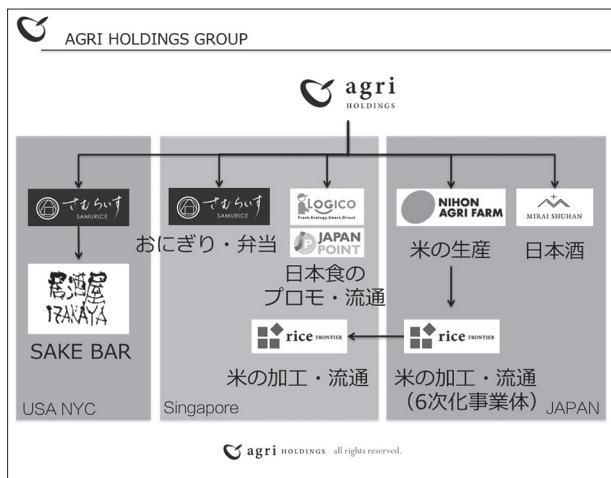 AGRI HOLDINGS GROUP
agri
HOLDINGS
さむらいす
SAMURICE
居酒屋
IZAKAYA
SAKE BAR
USA NYC
さむらいす
SAMURICE
おにぎり・弁当
LOGICO
Fresh,Ecology,Smart,Direct
JAPAN
POINT
日本食の
プロモ・流通
rice FRONTIER
米の加工・流通
Singapore
NIHON
AGRI FARM
米の生産
MIRAI SHUHAN
日本酒
rice FRONTIER
米の加工・流通
(6次化事業体)
JAPAN
agri HOLDINGS all rights reserved.